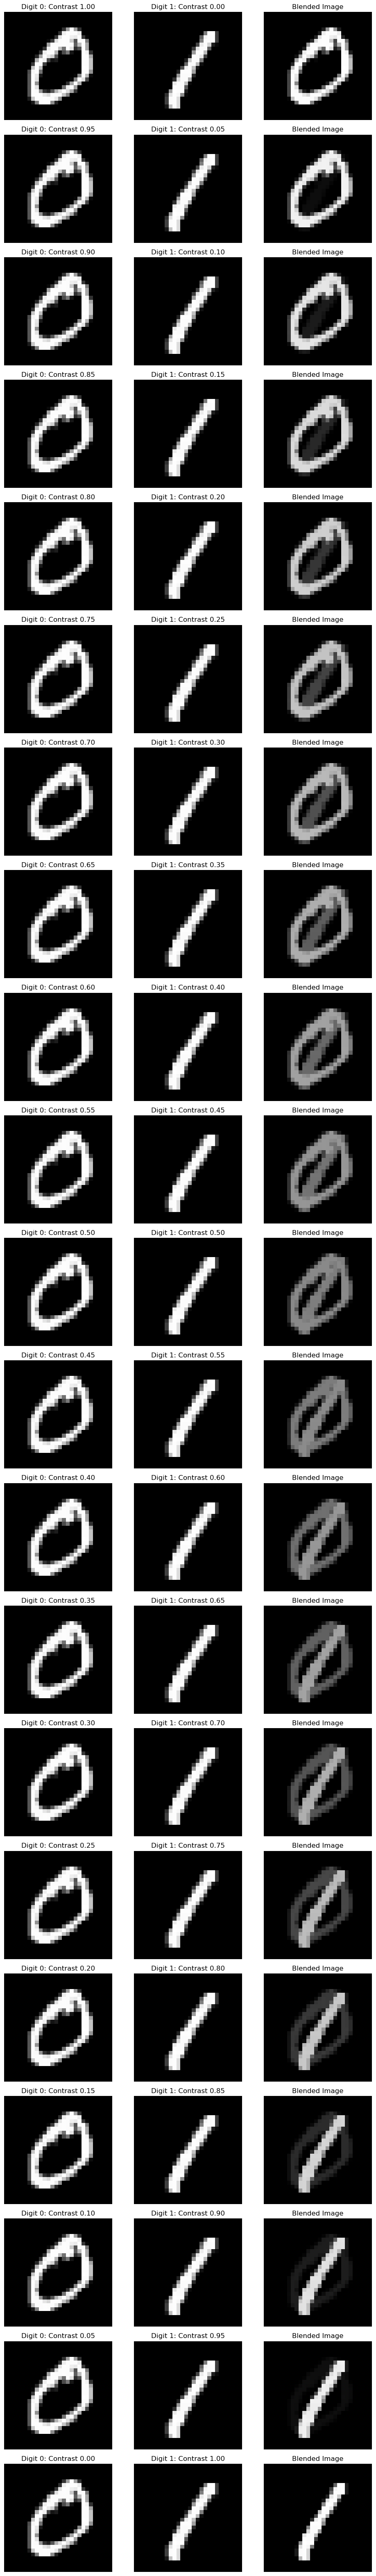 Digit 0: Contrast 1.00 Digit 1: Contrast 0.00 Blended Image
Digit 0: Contrast 0.95 Digit 1: Contrast 0.05 Blended Image
Digit 0: Contrast 0.90 Digit 1: Contrast 0.10 Blended Image
Digit 0: Contrast 0.85 Digit 1: Contrast 0.15 Blended Image
Digit 0: Contrast 0.80 Digit 1: Contrast 0.20 Blended Image
Digit 0: Contrast 0.75 Digit 1: Contrast 0.25 Blended Image
Digit 0: Contrast 0.70 Digit 1: Contrast 0.30 Blended Image
Digit 0: Contrast 0.65 Digit 1: Contrast 0.35 Blended Image
Digit 0: Contrast 0.60 Digit 1: Contrast 0.40 Blended Image
Digit 0: Contrast 0.55 Digit 1: Contrast 0.45 Blended Image
Digit 0: Contrast 0.50 Digit 1: Contrast 0.50 Blended Image
Digit 0: Contrast 0.45 Digit 1: Contrast 0.55 Blended Image
Digit 0: Contrast 0.40 Digit 1: Contrast 0.60 Blended Image
Digit 0: Contrast 0.35 Digit 1: Contrast 0.65 Blended Image
Digit 0: Contrast 0.30 Digit 1: Contrast 0.70 Blended Image
Digit 0: Contrast 0.25 Digit 1: Contrast 0.75 Blended Image
Digit 0: Contrast 0.20 Digit 1: Contrast 0.80 Blended Image
Digit 0: Contrast 0.15 Digit 1: Contrast 0.85 Blended Image
Digit 0: Contrast 0.10 Digit 1: Contrast 0.90 Blended Image
Digit 0: Contrast 0.05 Digit 1: Contrast 0.95 Blended Image
Digit 0: Contrast 0.00 Digit 1: Contrast 1.00 Blended Image